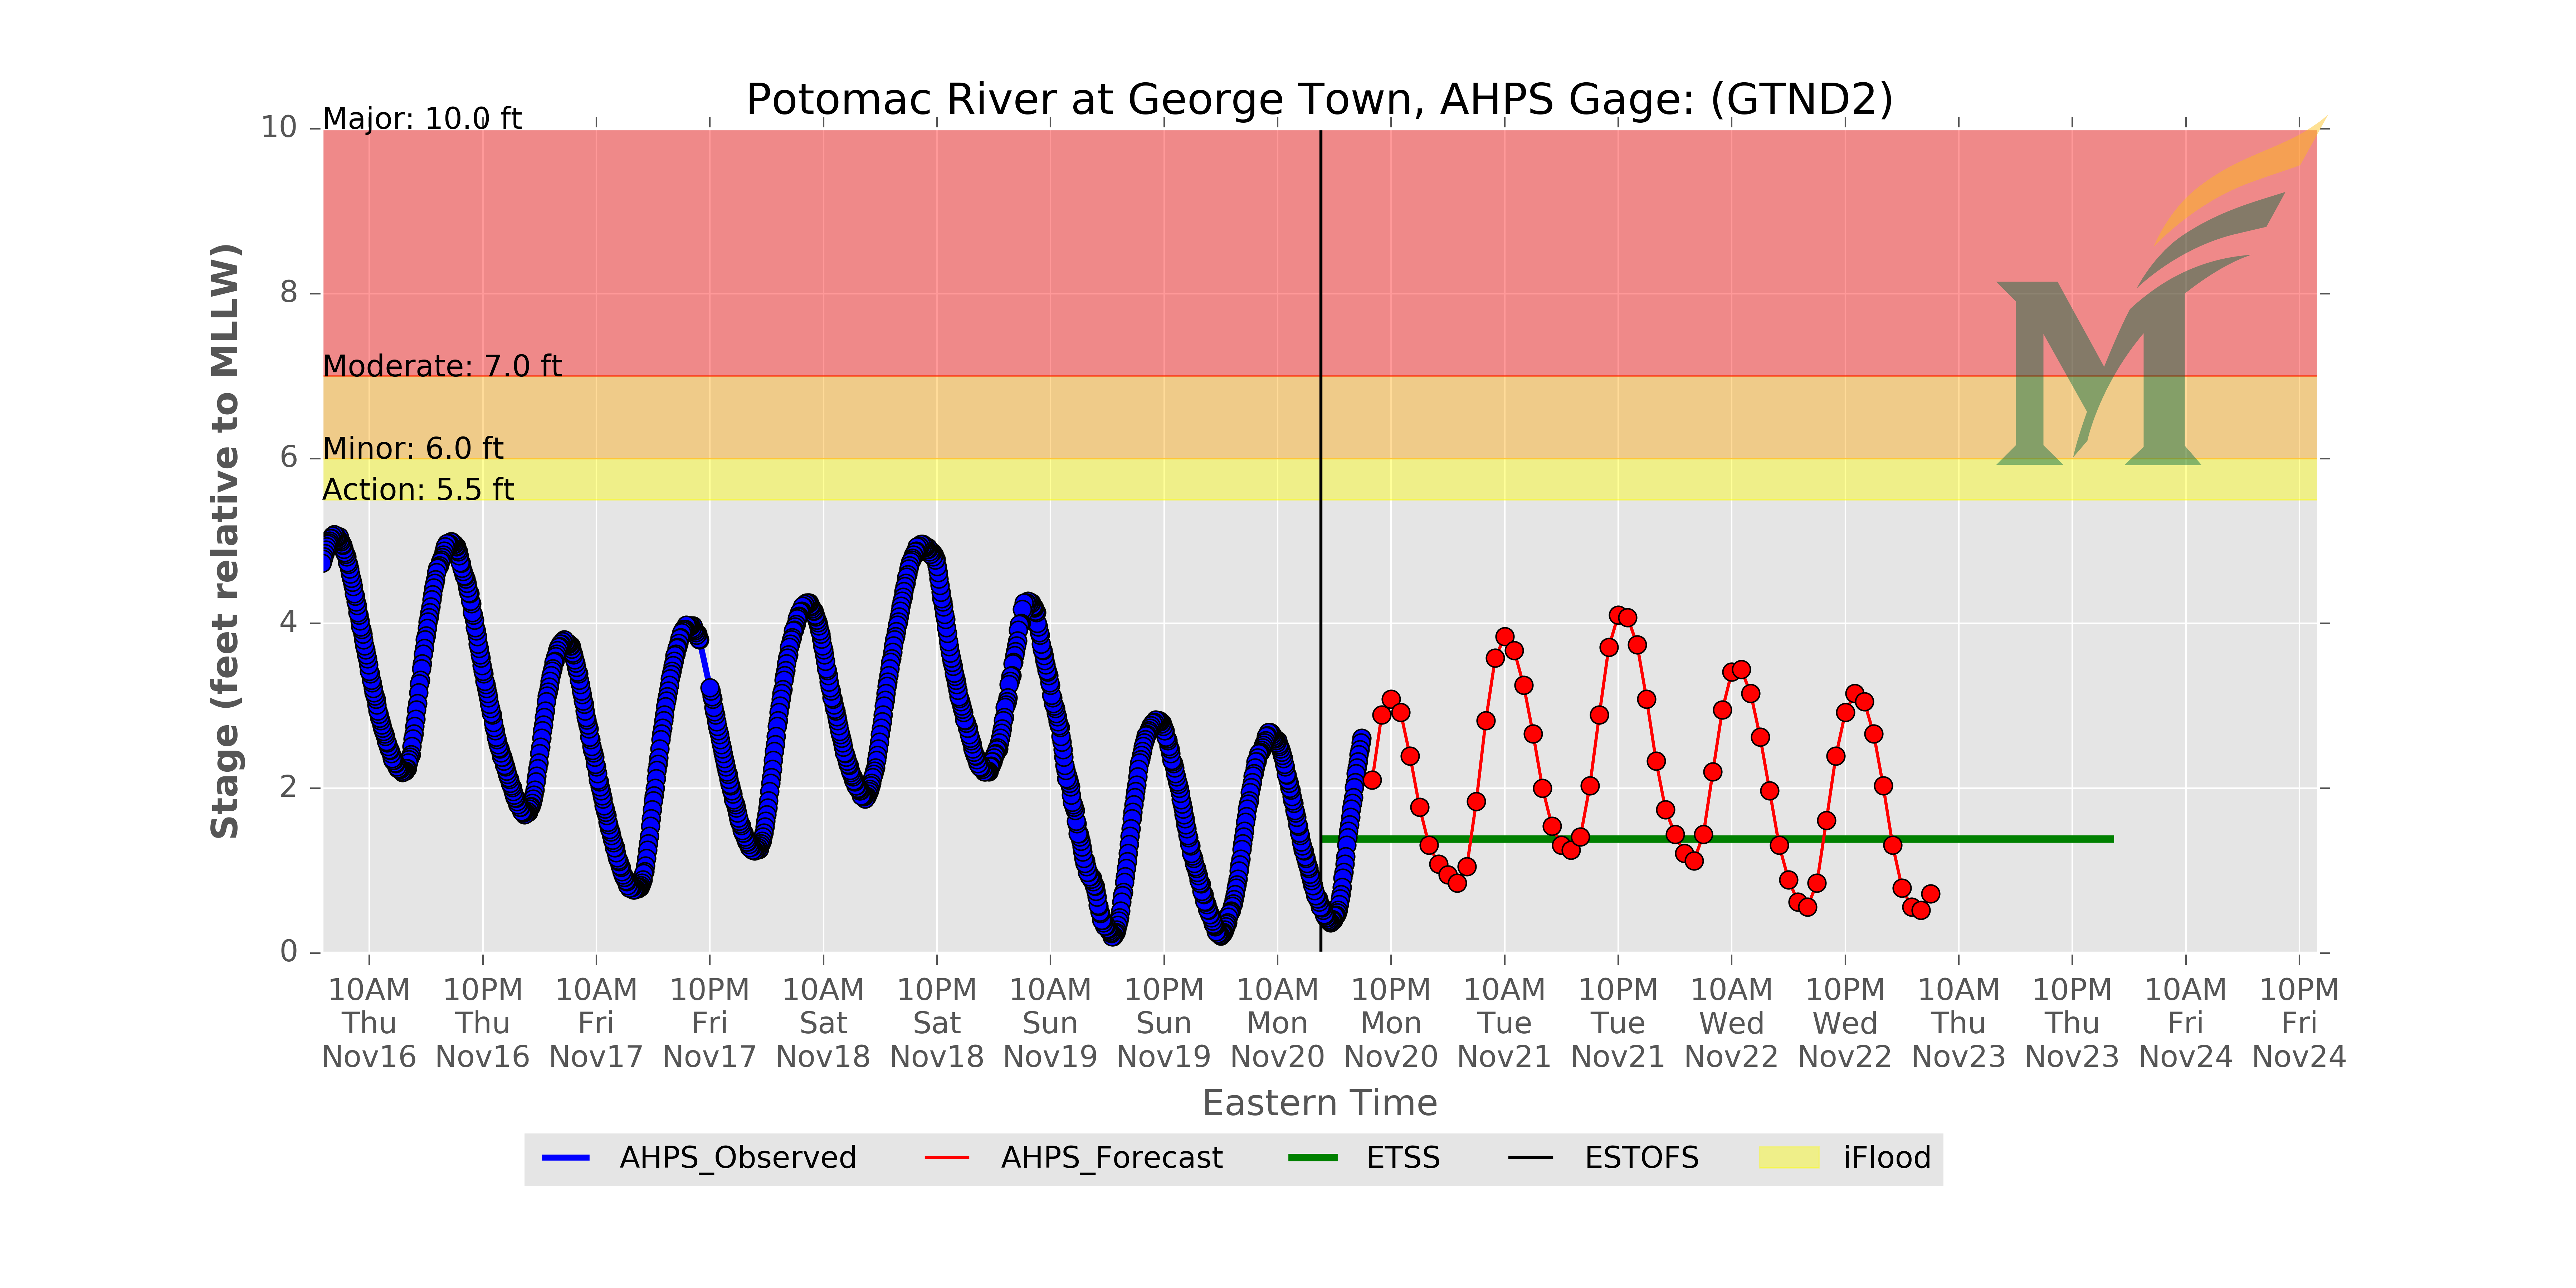 Potomac River at George Town, AHPS Gage: (GTND2)
Major: 10.0 ft
Moderate: 7.0 ft
Minor: 6.0 ft
Action: 5.5 ft
Stage (feet relative to MLLW)
10
8
6
4
2
0
10AM 10PM 10AM 10PM 10AM 10PM 10AM 10PM 10AM 10PM 10AM 10PM 10AM 10PM 10AM 10PM 10AM 10PM
Thu Thu Fri Fri Sat Sat Sun Sun Mon Mon Tue Tue Wed Wed Thu Thu Fri Fri
Nov16 Nov16 Nov17 Nov17 Nov18 Nov18 Nov19 Nov19 Nov20 Nov20 Nov21 Nov21 Nov22 Nov22 Nov23 Nov23 Nov24 Nov24
Eastern Time
AHPS_Observed AHPS_Forecast ETSS ESTOFS iFlood
M